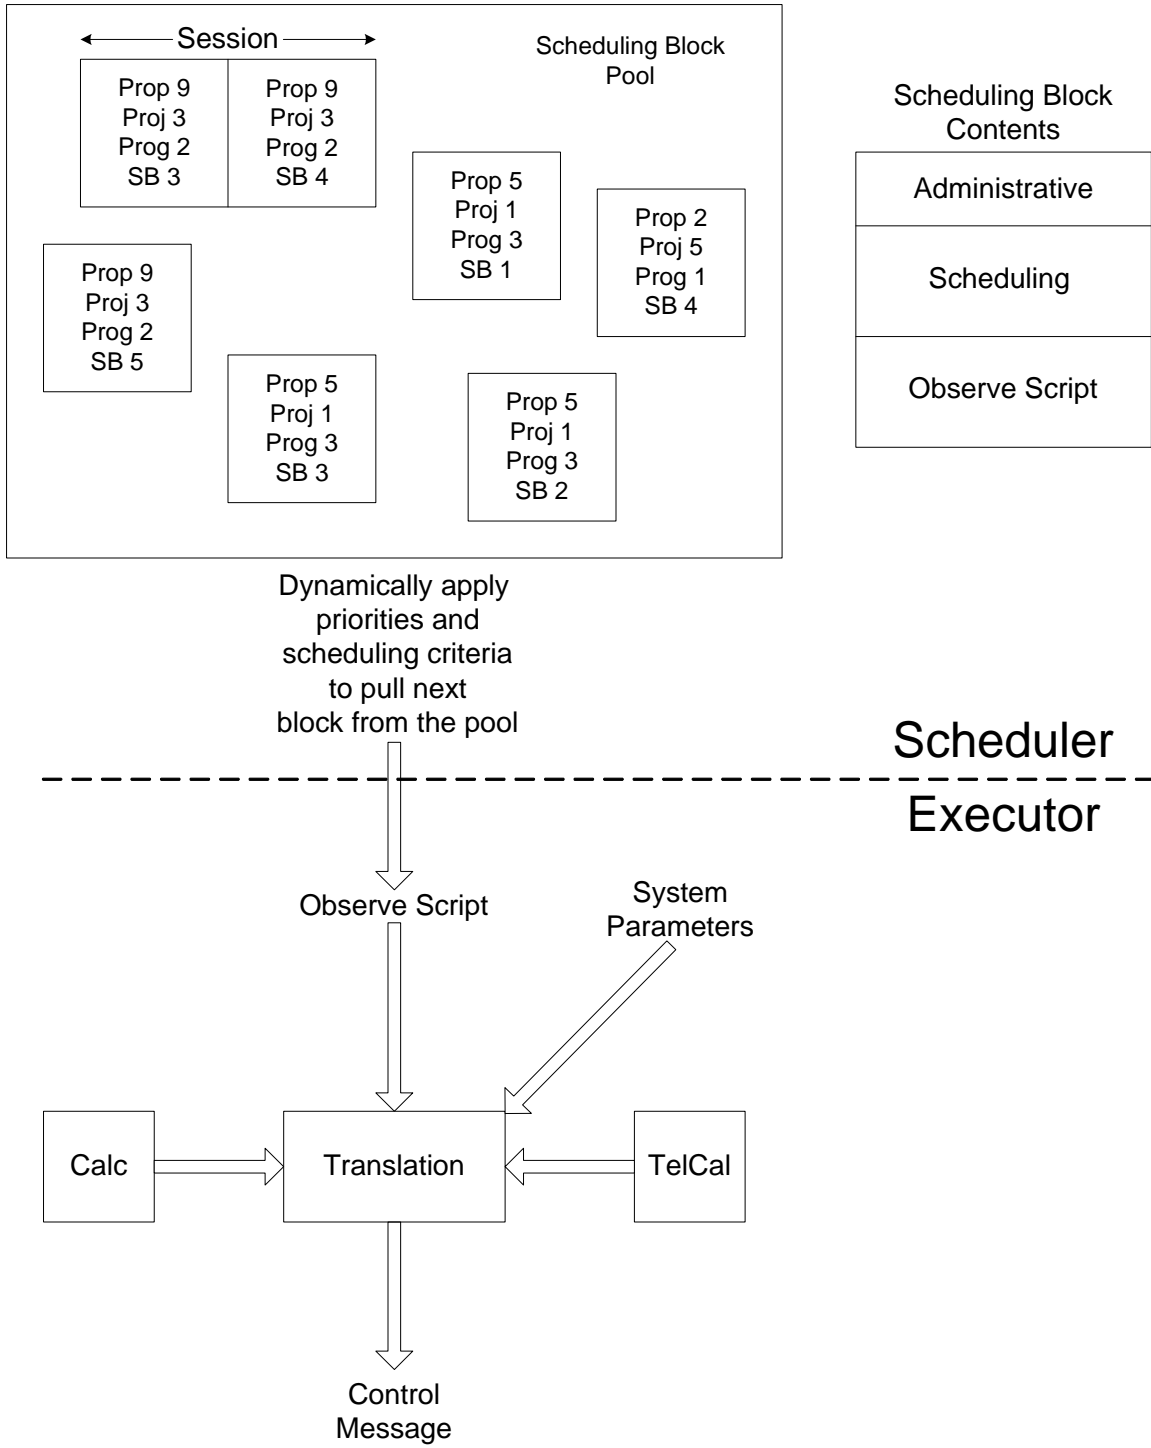 Session
Scheduling Block
Pool
Prop 9
Proj 3
Prog 2
SB 3
Prop 9
Proj 3
Prog 2
SB 4
Prop 5
Proj 1
Prog 3
SB 1
Prop 2
Proj 5
Prog 1
SB 4
Prop 9
Proj 3
Prog 2
SB 5
Prop 5
Proj 1
Prog 3
SB 3
Prop 5
Proj 1
Prog 3
SB 2
Scheduling Block
Contents
Administrative
Scheduling
Observe Script
Dynamically apply
priorities and
scheduling criteria
to pull next
block from the pool
Scheduler
Executor
Observe Script
System
Parameters
Calc
Translation
TelCal
Control
Message